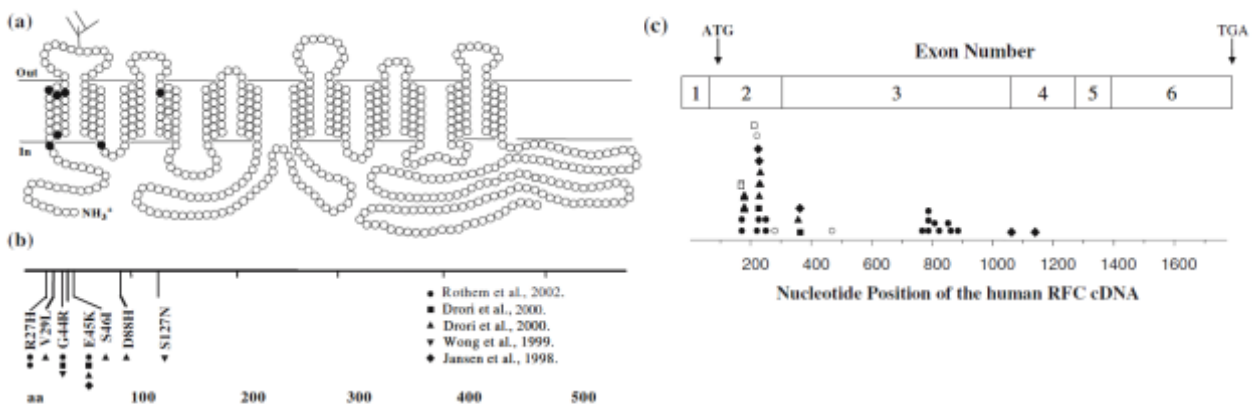 (a)
Out
In
NH₃⁺
(b)
R27H
V29L
G44R
E45K
S46I
D88H
S127N
Rothem et al., 2002.
Drori et al., 2000.
Drori et al., 2000.
Wong et al., 1999.
Jansen et al., 1998.
aa 100 200 300 400 500
(c)
ATG TGA
Exon Number
1 2 3 4 5 6
200 400 600 800 1000 1200 1400 1600
Nucleotide Position of the human RFC cDNA